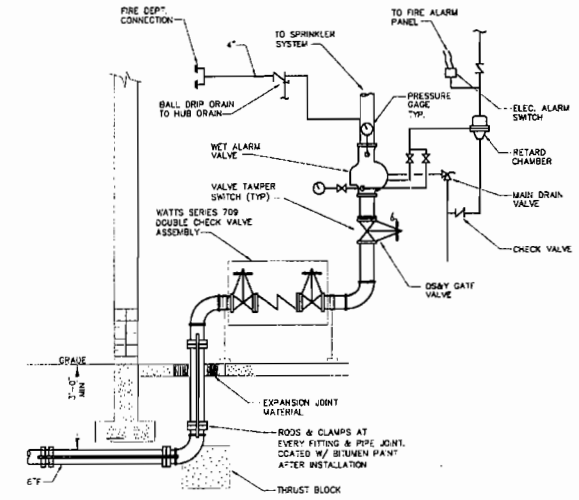 FIRE DEPT.
CONNECTION
TO SPRINKLER
SYSTEM
TO FIRE ALARM
PANEL
4"
BALL DRIP DRAIN
TO HUB DRAIN
PRESSURE
GAGE
TYP.
ELEC. ALARM
SWITCH
WET ALARM
VALVE
RETARD
CHAMBER
VALVE TAMPER
SWITCH (TYP)
MAIN DRAIN
VALVE
WATTS SERIES 709
DOUBLE CHECK VALVE
ASSEMBLY
CHECK VALVE
OS&Y GATE
VALVE
GRADE
3'-0"
MIN
EXPANSION JOINT
MATERIAL
RODS & CLAMPS AT
EVERY FITTING & PIPE JOINT.
COATED W/ BITUMEN PAINT
AFTER INSTALLATION
6"F
THRUST BLOCK